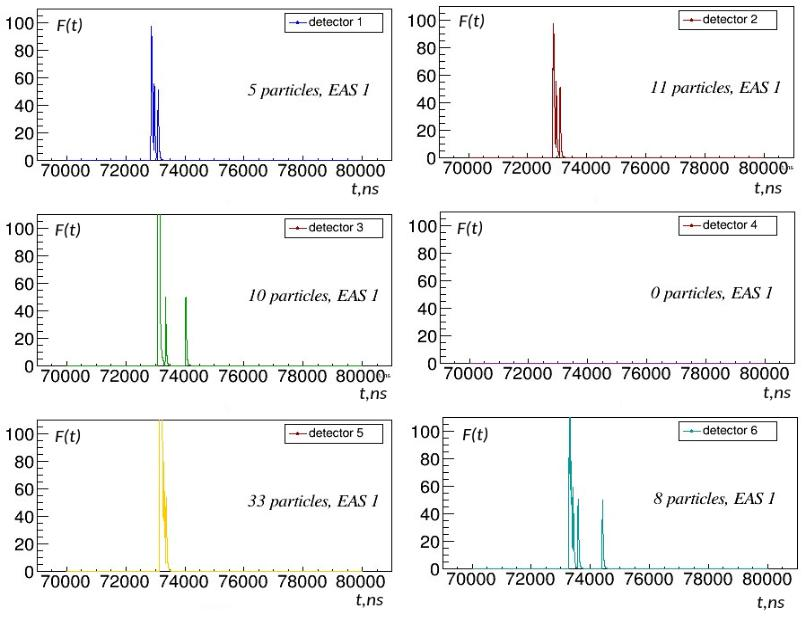 100 F(t) detector 1
80
60 5 particles, EAS 1
40
20
0
70000 72000 74000 76000 78000 80000
t,ns
100 F(t) detector 2
80
60 11 particles, EAS 1
40
20
0
70000 72000 74000 76000 78000 80000 ns
t,ns
100 F(t) detector 3
80
60 10 particles, EAS 1
40
20
0
70000 72000 74000 76000 78000 80000 ns
t,ns
100 F(t) detector 4
80
60 0 particles, EAS 1
40
20
0
70000 72000 74000 76000 78000 80000
t,ns
100 F(t) detector 5
80
60 33 particles, EAS 1
40
20
0
70000 72000 74000 76000 78000 80000
t,ns
100 F(t) detector 6
80
60 8 particles, EAS 1
40
20
0
70000 72000 74000 76000 78000 80000
t,ns